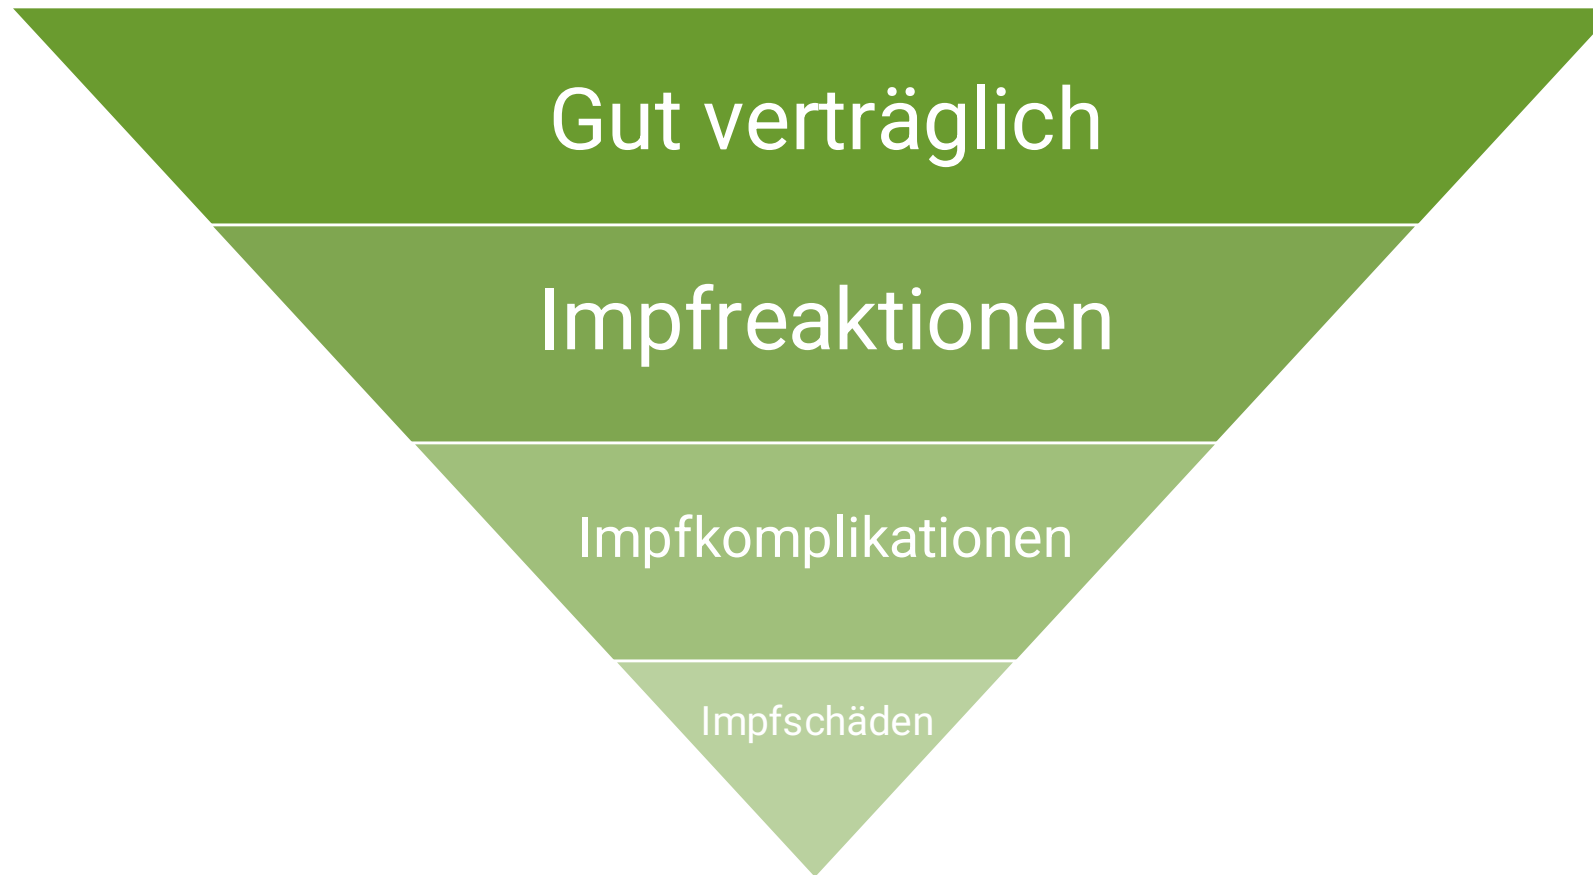 Gut verträglich
Impfreaktionen
Impfkomplikationen
Impfschäden